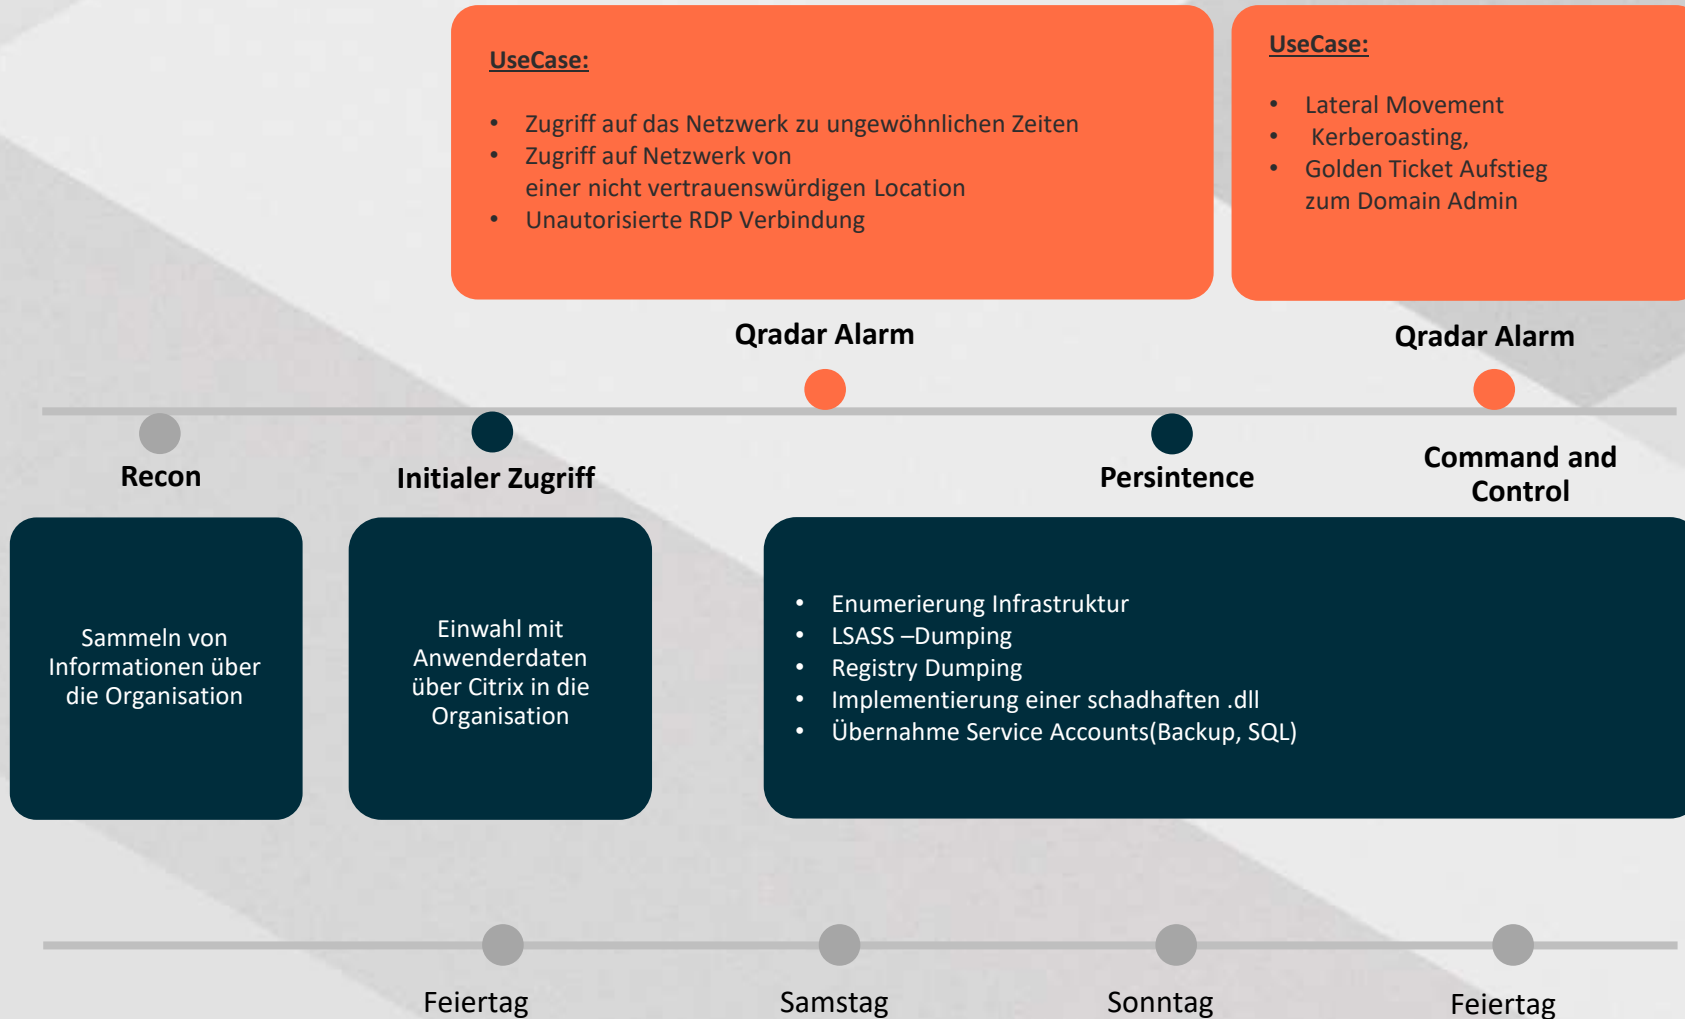 UseCase:
• Zugriff auf das Netzwerk zu ungewöhnlichen Zeiten
• Zugriff auf Netzwerk von
einer nicht vertrauenswürdigen Location
• Unautorisierte RDP Verbindung
UseCase:
• Lateral Movement
• Kerberoasting,
• Golden Ticket Aufstieg
zum Domain Admin
Qradar Alarm
Qradar Alarm
Recon
Initialer Zugriff
Persintence
Command and
Control
Sammeln von
Informationen über
die Organisation
Einwahl mit
Anwenderdaten
über Citrix in die
Organisation
• Enumerierung Infrastruktur
• LSASS –Dumping
• Registry Dumping
• Implementierung einer schadhaften .dll
• Übernahme Service Accounts(Backup, SQL)
Feiertag
Samstag
Sonntag
Feiertag